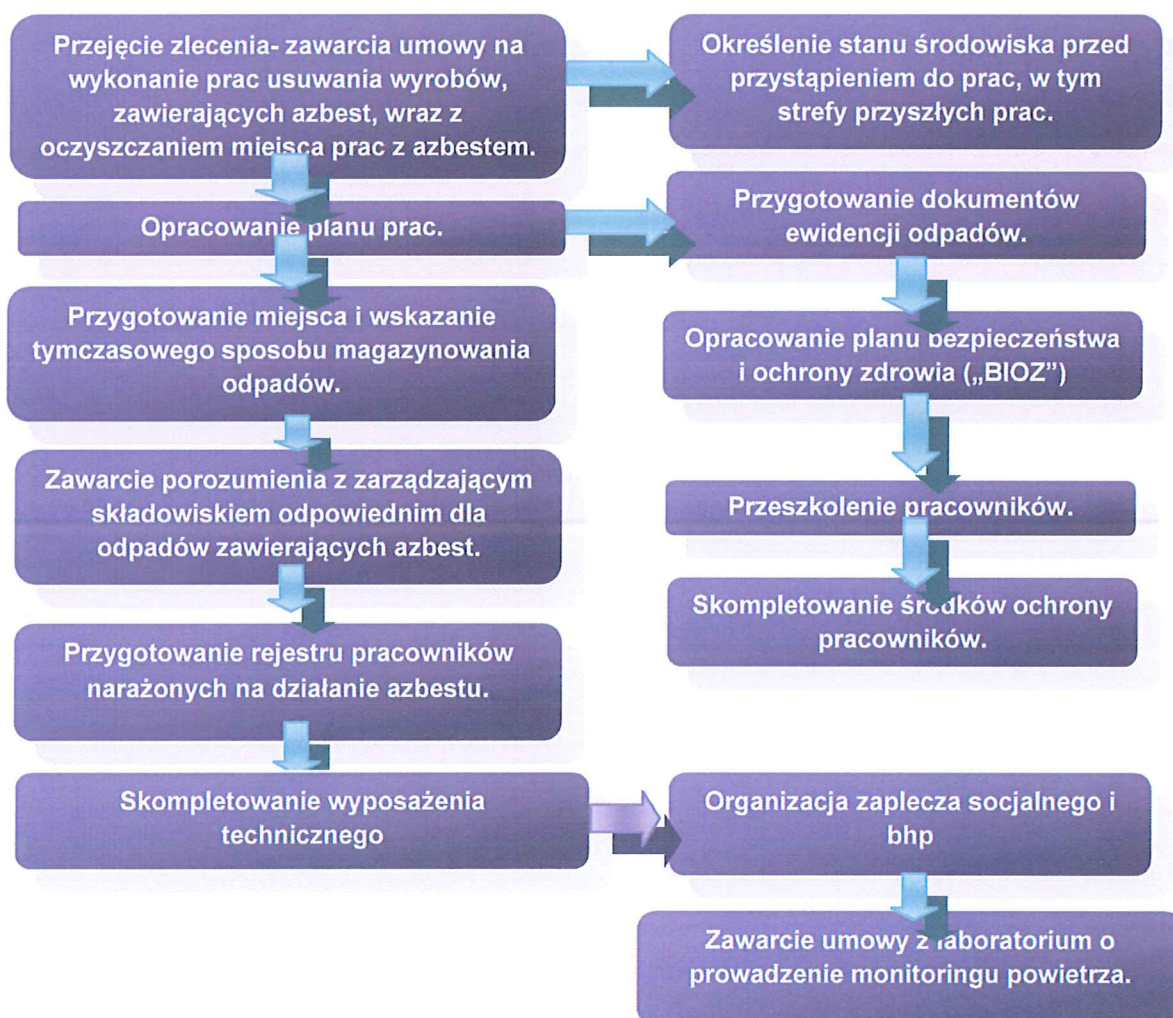 Przejęcie zlecenia- zawarcia umowy na
wykonanie prac usuwania wyrobów,
zawierających azbest, wraz z
oczyszczaniem miejsca prac z azbestem.
Określenie stanu środowiska przed
przystąpieniem do prac, w tym
strefy przyszłych prac.
Opracowanie planu prac.
Przygotowanie dokumentów
ewidencji odpadów.
Przygotowanie miejsca i wskazanie
tymczasowego sposobu magazynowania
odpadów.
Opracowanie planu bezpieczeństwa
i ochrony zdrowia („BIOZ”)
Zawarcie porozumienia z zarządzającym
składowiskiem odpowiednim dla
odpadów zawierających azbest.
Przeszkolenie pracowników.
Skompletowanie środków ochrony
pracowników.
Przygotowanie rejestru pracowników
narażonych na działanie azbestu.
Skompletowanie wyposażenia
technicznego
Organizacja zaplecza socjalnego i
bhp
Zawarcie umowy z laboratorium o
prowadzenie monitoringu powietrza.